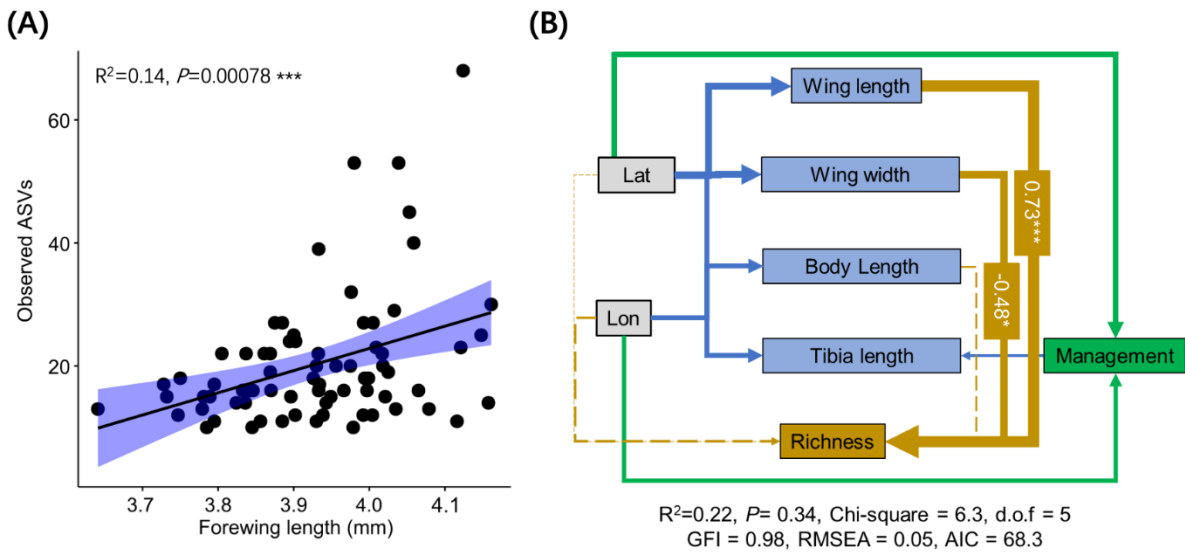 (A)
R²=0.14, P=0.00078 ***
Observed ASVs
60
40
20
3.7 3.8 3.9 4.0 4.1
Forewing length (mm)
(B)
Wing length
Lat
Wing width
0.73***
Body Length
-0.48*
Lon
Tibia length
Management
Richness
R²=0.22, P= 0.34, Chi-square = 6.3, d.o.f = 5
GFI = 0.98, RMSEA = 0.05, AIC = 68.3